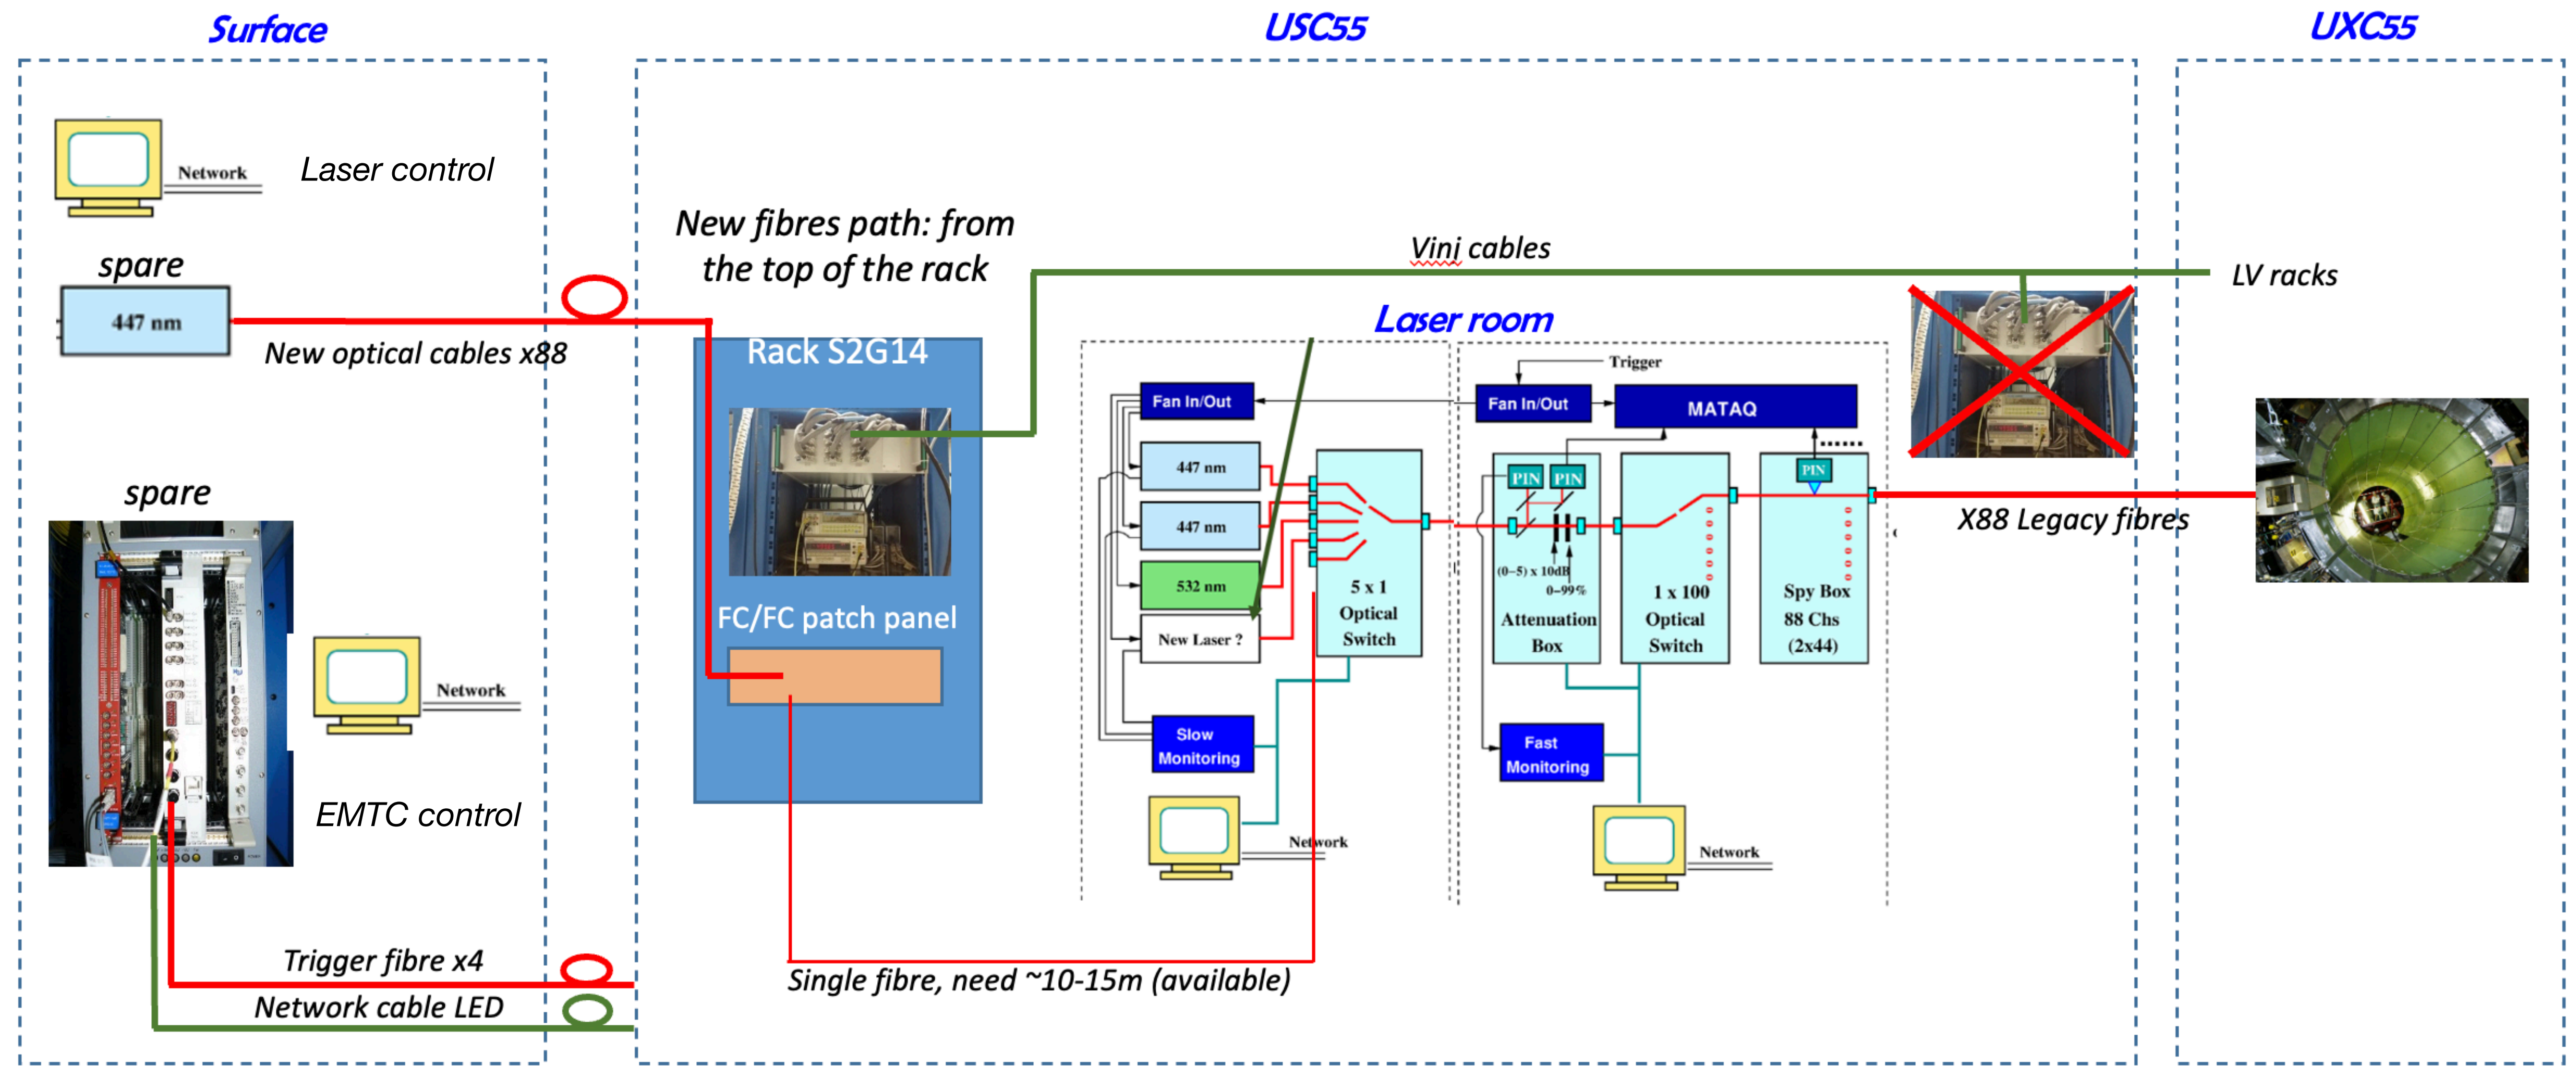 Surface
USC55
UXC55
Network
Laser control
spare
447 nm
New optical cables x88
spare
Network
EMTC control
Trigger fibre x4
Network cable LED
New fibres path: from
the top of the rack
Rack S2G14
FC/FC patch panel
Single fibre, need ~10-15m (available)
Vini cables
LV racks
Laser room
Fan In/Out
447 nm
447 nm
532 nm
New Laser ?
Slow
Monitoring
Network
5 x 1
Optical
Switch
Trigger
Fan In/Out
MATAQ
PIN
PIN
(0–5) x 10dB
0–99%
Attenuation
Box
Fast
Monitoring
Network
1 x 100
Optical
Switch
PIN
Spy Box
88 Chs
(2x44)
X88 Legacy fibres